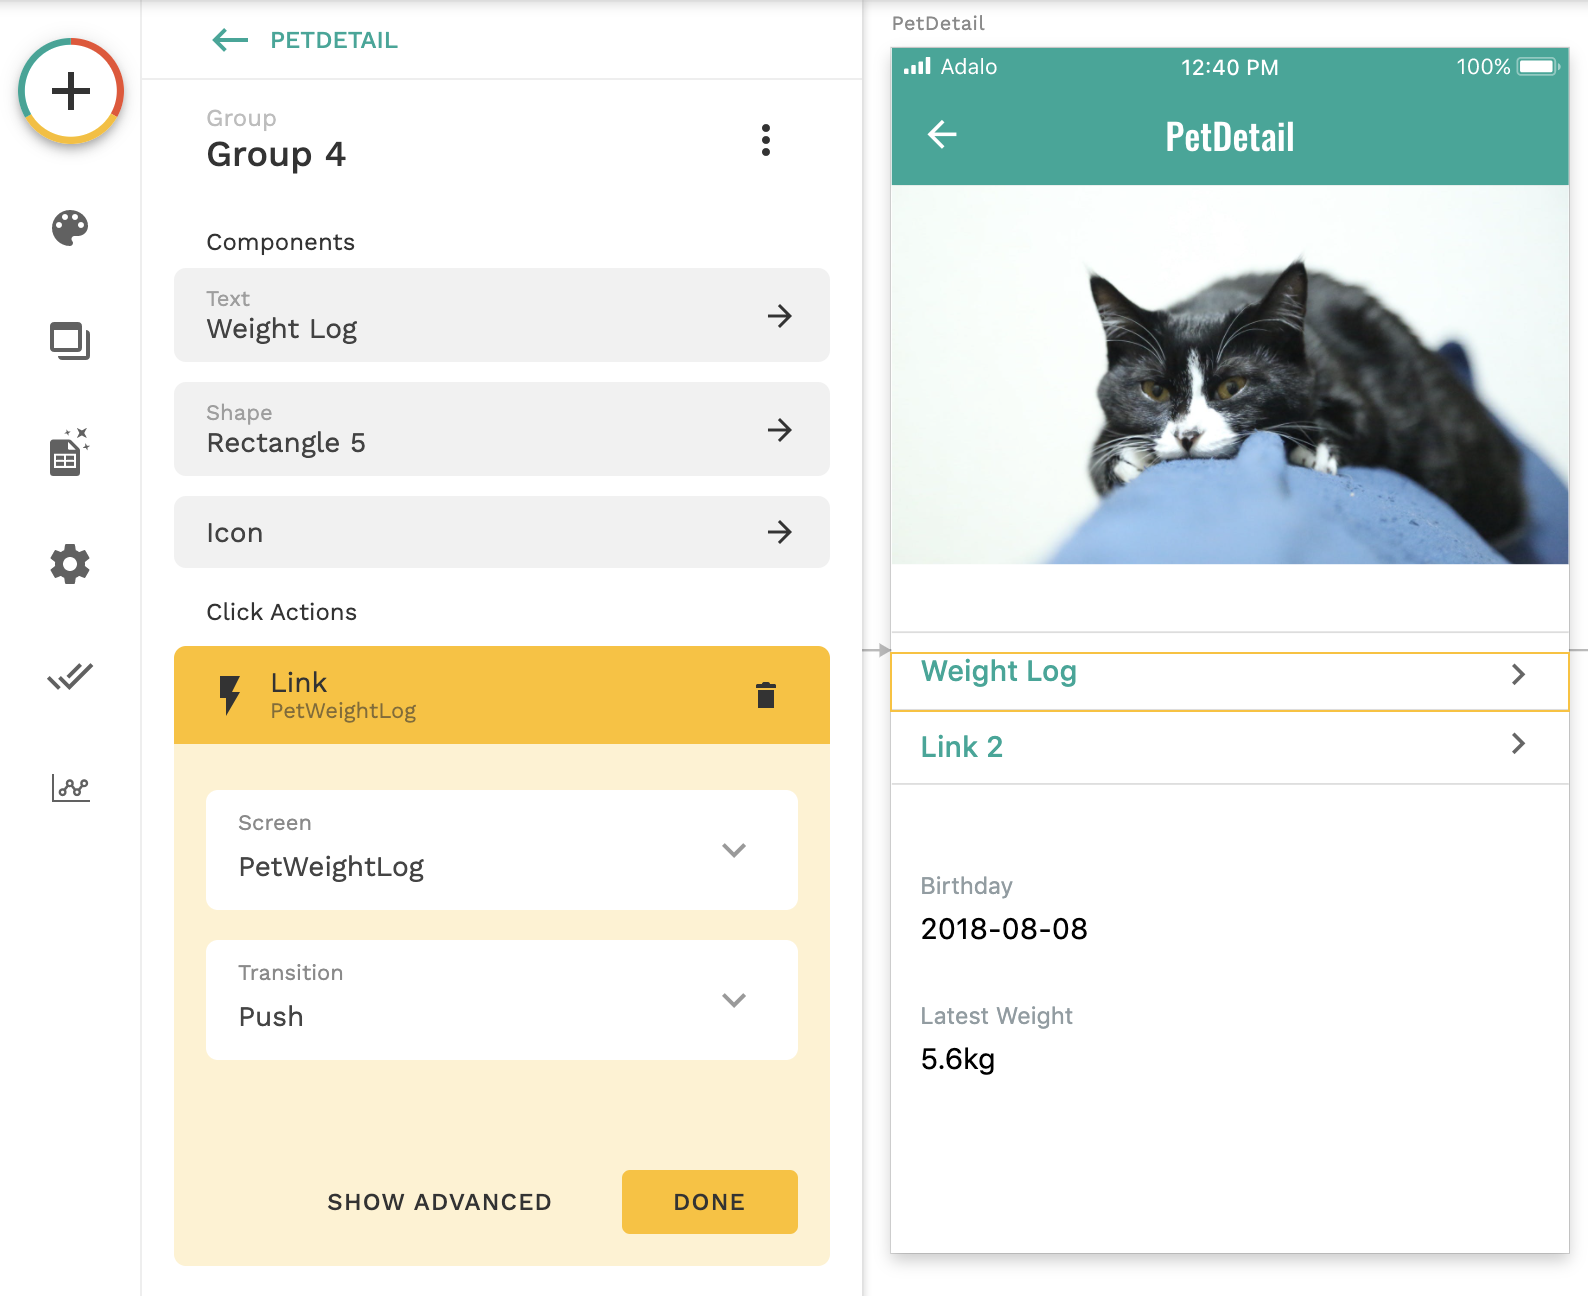 PETDETAIL
Group
Group 4
Components
Text
Weight Log
Shape
Rectangle 5
Icon
Click Actions
Link
PetWeightLog
Screen
PetWeightLog
Transition
Push
SHOW ADVANCED
DONE
PetDetail
Adalo 12:40 PM 100%
PetDetail
Weight Log
Link 2
Birthday
2018-08-08
Latest Weight
5.6kg